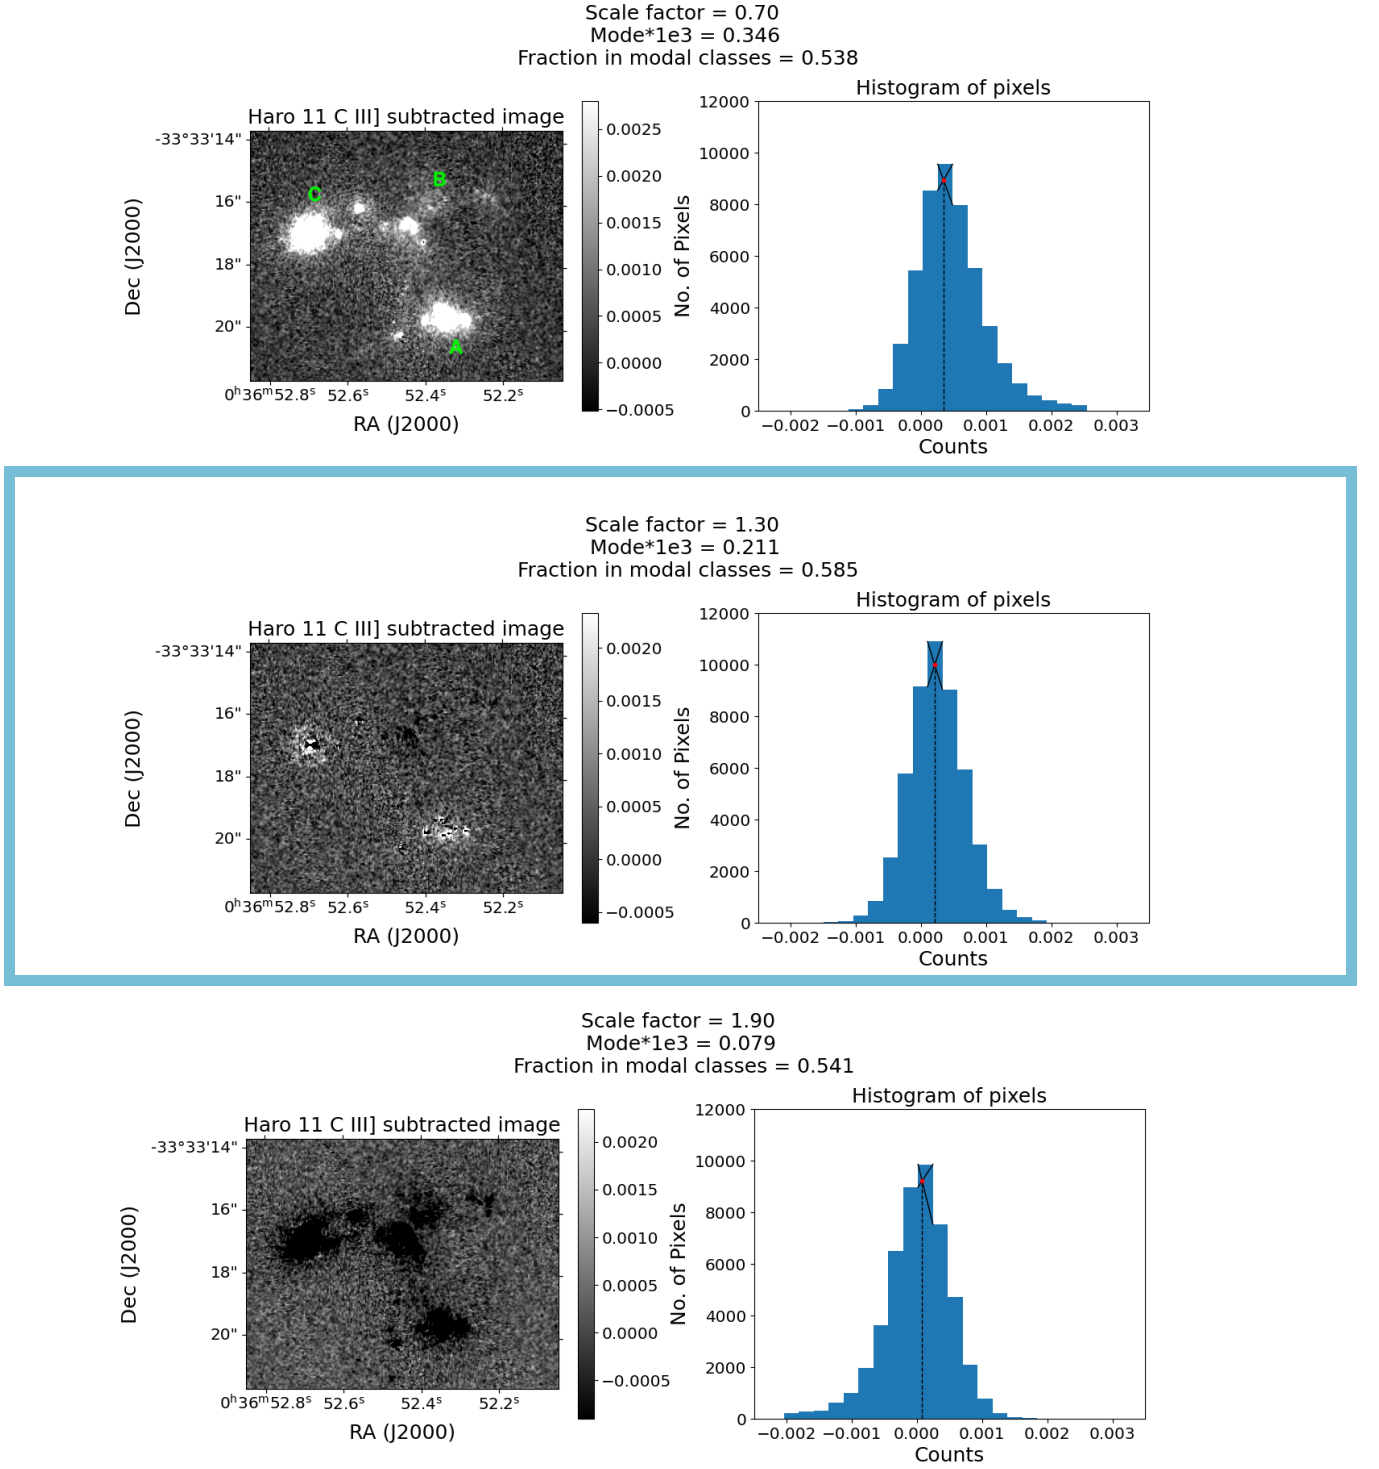 Scale factor = 0.70
Mode*1e3 = 0.346
Fraction in modal classes = 0.538
Haro 11 C III] subtracted image
-33°33'14"
16"
18"
20"
Dec (J2000)
C
B
A
0ʰ36ᵐ52.8ˢ 52.6ˢ 52.4ˢ 52.2ˢ
RA (J2000)
0.0025
0.0020
0.0015
0.0010
0.0005
0.0000
−0.0005
Histogram of pixels
12000
10000
8000
6000
4000
2000
0
No. of Pixels
−0.002 −0.001 0.000 0.001 0.002 0.003
Counts
Scale factor = 1.30
Mode*1e3 = 0.211
Fraction in modal classes = 0.585
Haro 11 C III] subtracted image
-33°33'14"
16"
18"
20"
Dec (J2000)
0ʰ36ᵐ52.8ˢ 52.6ˢ 52.4ˢ 52.2ˢ
RA (J2000)
0.0020
0.0015
0.0010
0.0005
0.0000
−0.0005
Histogram of pixels
12000
10000
8000
6000
4000
2000
0
No. of Pixels
−0.002 −0.001 0.000 0.001 0.002 0.003
Counts
Scale factor = 1.90
Mode*1e3 = 0.079
Fraction in modal classes = 0.541
Haro 11 C III] subtracted image
-33°33'14"
16"
18"
20"
Dec (J2000)
0ʰ36ᵐ52.8ˢ 52.6ˢ 52.4ˢ 52.2ˢ
RA (J2000)
0.0020
0.0015
0.0010
0.0005
0.0000
−0.0005
Histogram of pixels
12000
10000
8000
6000
4000
2000
0
No. of Pixels
−0.002 −0.001 0.000 0.001 0.002 0.003
Counts